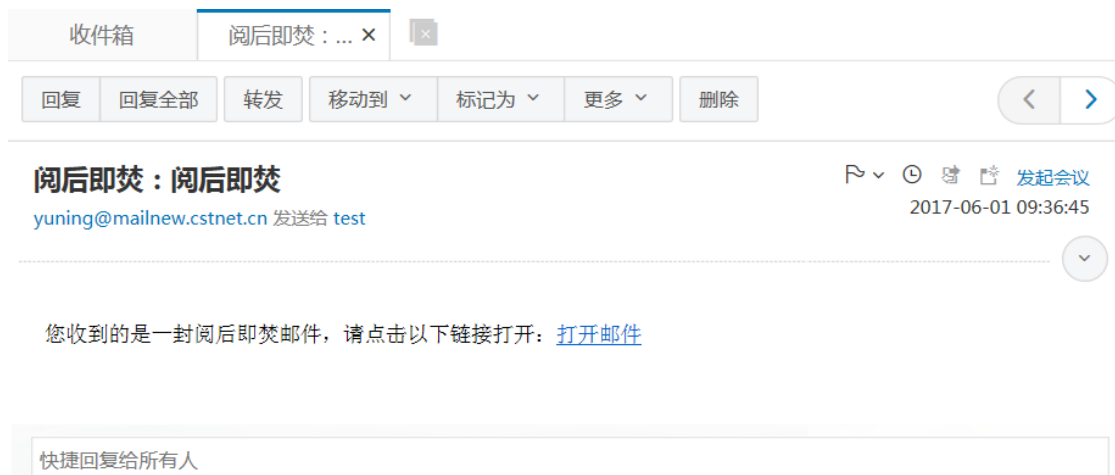 收件箱 阅后即焚：... ×
回复 回复全部 转发 移动到 标记为 更多 删除
阅后即焚：阅后即焚
发起会议
yuning@mailnew.cstnet.cn 发送给 test
2017-06-01 09:36:45
您收到的是一封阅后即焚邮件，请点击以下链接打开：打开邮件
快捷回复给所有人